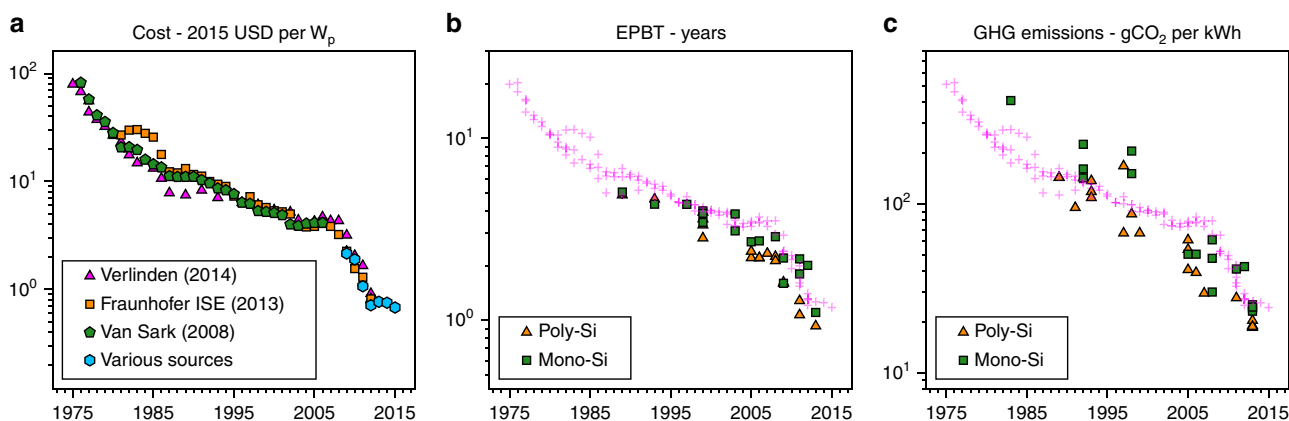 a
Cost - 2015 USD per Wp
10²
10¹
10⁰
Verlinden (2014)
Fraunhofer ISE (2013)
Van Sark (2008)
Various sources
1975 1985 1995 2005 2015
b
EPBT - years
10¹
10⁰
Poly-Si
Mono-Si
1975 1985 1995 2005 2015
c
GHG emissions - gCO₂ per kWh
10²
10¹
Poly-Si
Mono-Si
1975 1985 1995 2005 2015